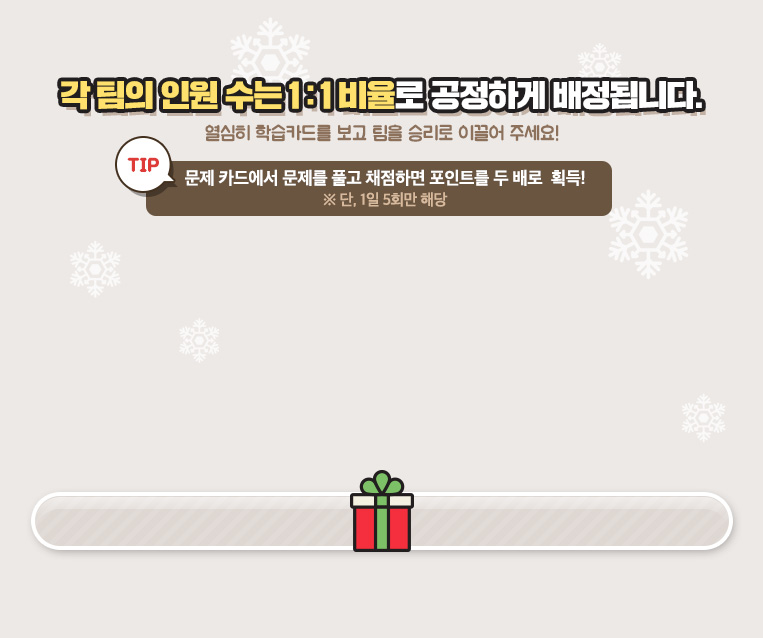 각 팀의 인원 수는 1 : 1 비율로 공정하게 배정됩니다.
열심히 학습카드를 보고 팀을 승리로 이끌어 주세요!
TIP
문제 카드에서 문제를 풀고 채점하면 포인트를 두 배로 획득!
※ 단, 1일 5회만 해당